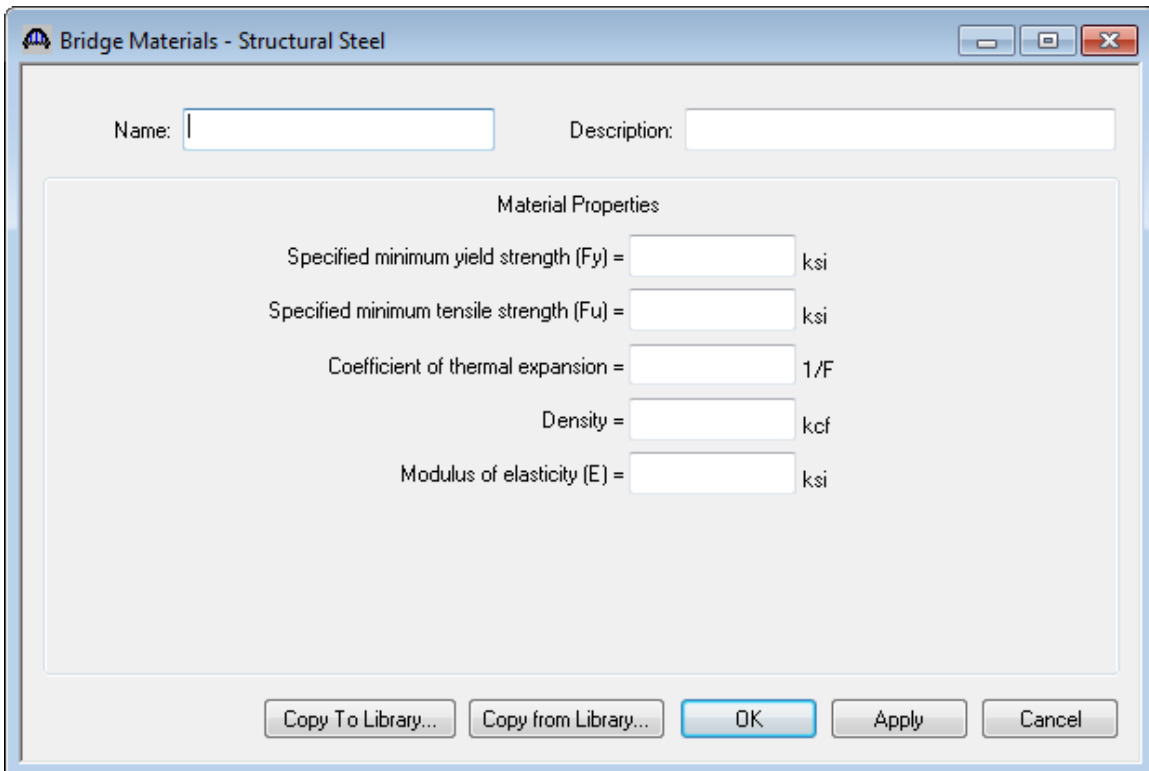 Bridge Materials - Structural Steel
Name: Description:
Material Properties
Specified minimum yield strength (Fy) = ksi
Specified minimum tensile strength (Fu) = ksi
Coefficient of thermal expansion = 1/F
Density = kcf
Modulus of elasticity (E) = ksi
Copy To Library... Copy from Library... OK Apply Cancel